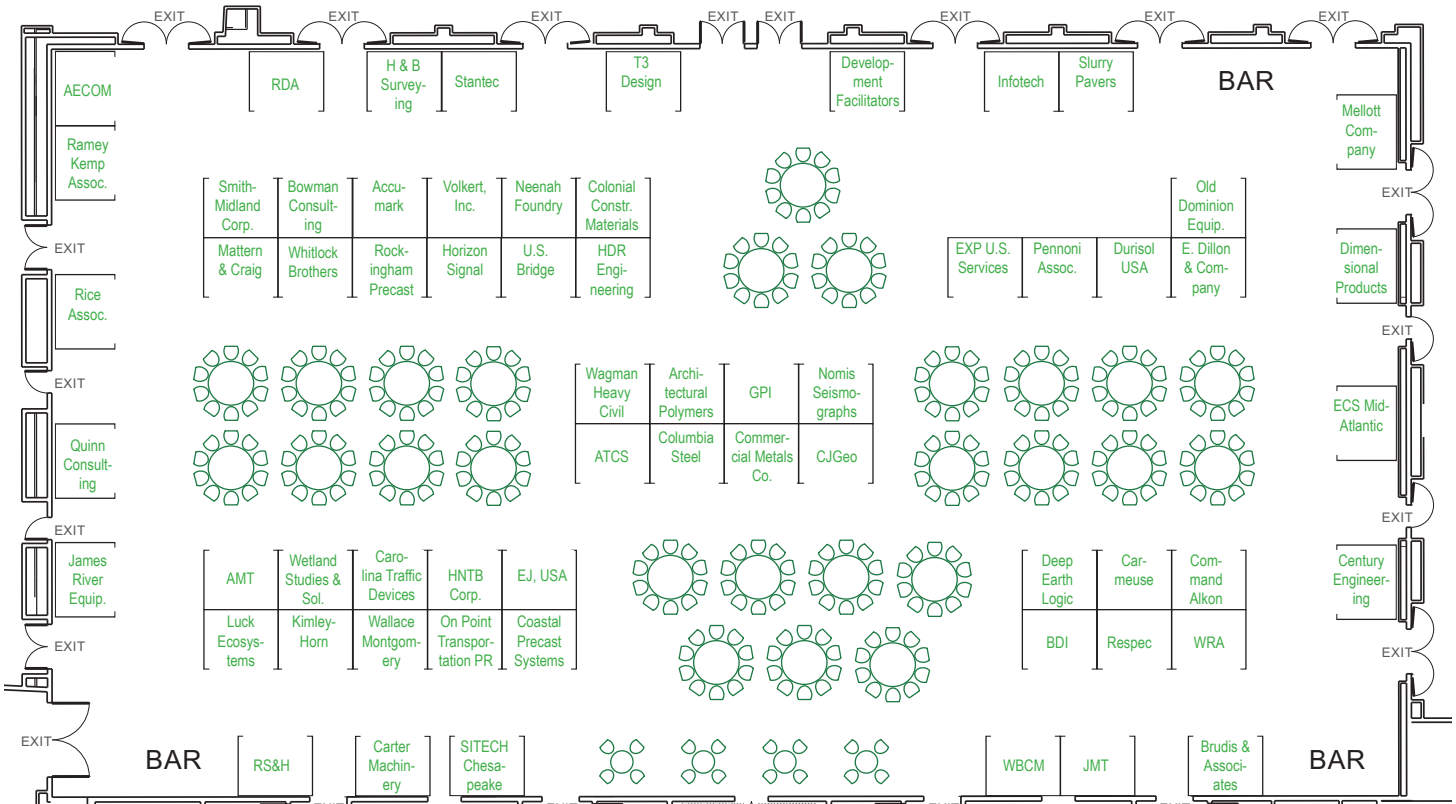 EXIT
EXIT
EXIT
EXIT
EXIT
EXIT
EXIT
EXIT
AECOM
RDA
H & B
Survey-
ing
Stantec
T3
Design
Develop-
ment
Facilitators
Infotech
Slurry
Pavers
BAR
Mellott
Com-
pany
Ramey
Kemp
Assoc.
EXIT
Smith-
Midland
Corp.
Bowman
Consult-
ing
Accu-
mark
Volkert,
Inc.
Neenah
Foundry
Colonial
Constr.
Materials
Old
Dominion
Equip.
EXIT
Mattern
& Craig
Whitlock
Brothers
Rock-
ingham
Precast
Horizon
Signal
U.S.
Bridge
HDR
Engi-
neering
EXP U.S.
Services
Pennoni
Assoc.
Durisol
USA
E. Dillon
& Com-
pany
Dimen-
sional
Products
Rice
Assoc.
EXIT
EXIT
Wagman
Heavy
Civil
Archi-
tectural
Polymers
GPI
Nomis
Seismo-
graphs
ECS Mid-
Atlantic
Quinn
Consult-
ing
ATCS
Columbia
Steel
Commer-
cial Metals
Co.
CJGeo
EXIT
EXIT
James
River
Equip.
AMT
Wetland
Studies &
Sol.
Caro-
lina Traffic
Devices
HNTB
Corp.
EJ, USA
Deep
Earth
Logic
Car-
meuse
Com-
mand
Alkon
Century
Engineer-
ing
EXIT
Luck
Ecosys-
tems
Kimley-
Horn
Wallace
Montgom-
ery
On Point
Transpor-
tation PR
Coastal
Precast
Systems
BDI
Respec
WRA
EXIT
EXIT
BAR
RS&H
Carter
Machin-
ery
SITECH
Chesa-
peake
WBCM
JMT
Brudis &
Associ-
ates
BAR